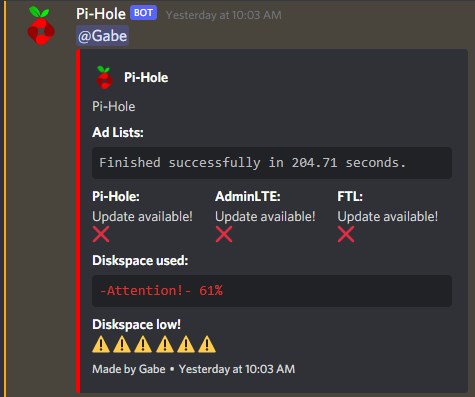 Pi-Hole BOT Yesterday at 10:03 AM
@Gabe
Pi-Hole
Pi-Hole
Ad Lists:
Finished successfully in 204.71 seconds.
Pi-Hole: AdminLTE: FTL:
Update available! Update available! Update available!
Diskspace used:
-Attention!- 61%
Diskspace low!
Made by Gabe • Yesterday at 10:03 AM